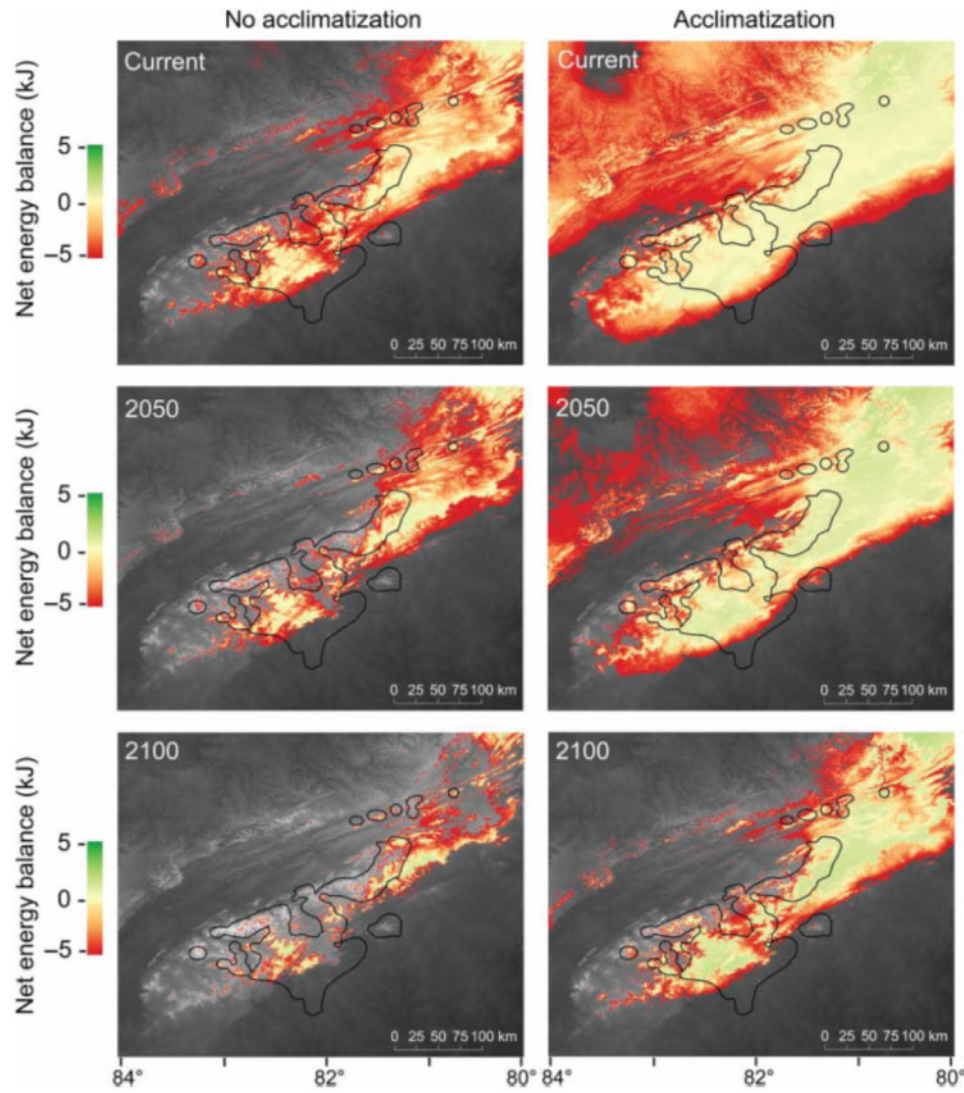 No acclimatization
Acclimatization
Net energy balance (kJ)
5
0
−5
Current
0 25 50 75 100 km
Current
0 25 50 75 100 km
Net energy balance (kJ)
5
0
−5
2050
0 25 50 75 100 km
2050
0 25 50 75 100 km
Net energy balance (kJ)
5
0
−5
2100
0 25 50 75 100 km
2100
0 25 50 75 100 km
84° 82° 80° 84° 82° 80°